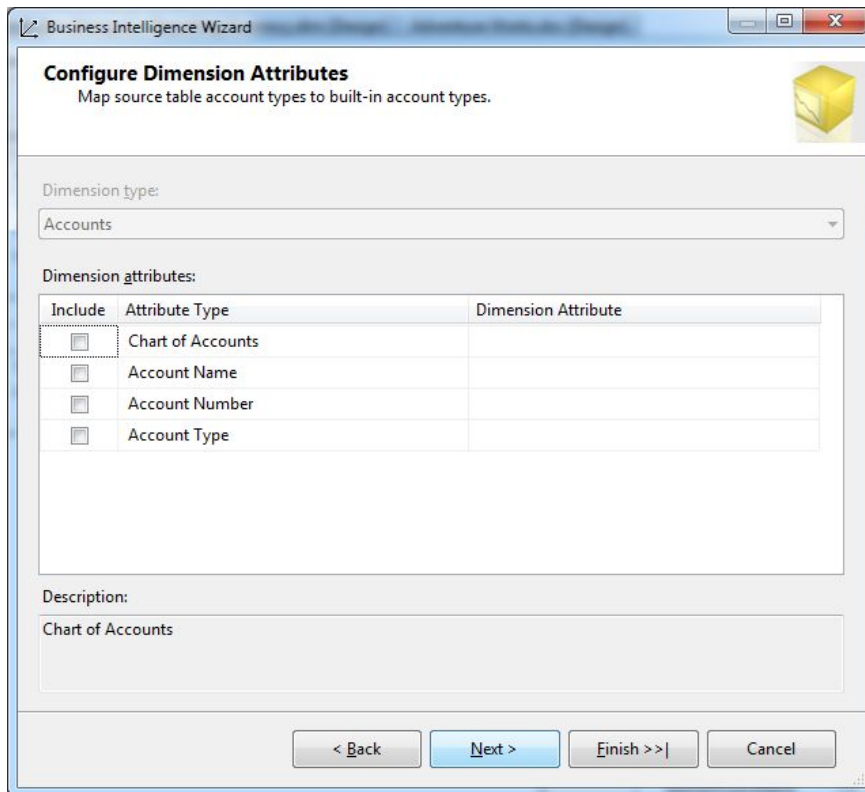 Business Intelligence Wizard
Configure Dimension Attributes
Map source table account types to built-in account types.
Dimension type:
Accounts
Dimension attributes:
Include Attribute Type Dimension Attribute
Chart of Accounts
Account Name
Account Number
Account Type
Description:
Chart of Accounts
< Back Next > Finish >>| Cancel